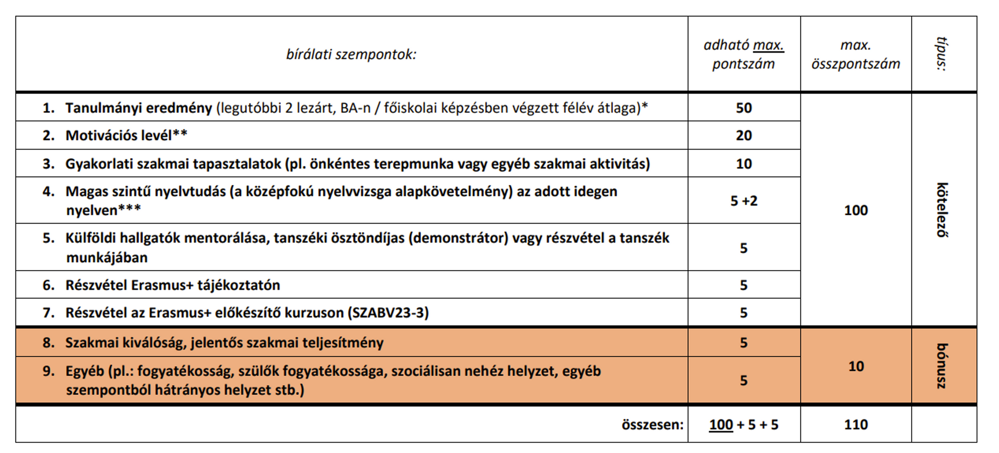 bírálati szempontok:
adható max.
pontszám
max.
összpontszám
típus:
1. Tanulmányi eredmény (legutóbbi 2 lezárt, BA-n / főiskolai képzésben végzett félév átlaga)*
50
2. Motivációs levél**
20
3. Gyakorlati szakmai tapasztalatok (pl. önkéntes terepmunka vagy egyéb szakmai aktivitás)
10
4. Magas szintű nyelvtudás (a középfokú nyelvvizsga alapkövetelmény) az adott idegen
nyelven***
5 +2
5. Külföldi hallgatók mentorálása, tanszéki ösztöndíjas (demonstrátor) vagy részvétel a tanszék
munkájában
5
6. Részvétel Erasmus+ tájékoztatón
5
7. Részvétel az Erasmus+ előkészítő kurzuson (SZABV23-3)
5
100
kötelező
8. Szakmai kiválóság, jelentős szakmai teljesítmény
5
9. Egyéb (pl.: fogyatékosság, szülők fogyatékossága, szociálisan nehéz helyzet, egyéb
szempontból hátrányos helyzet stb.)
5
10
bónusz
összesen:
100 + 5 + 5
110